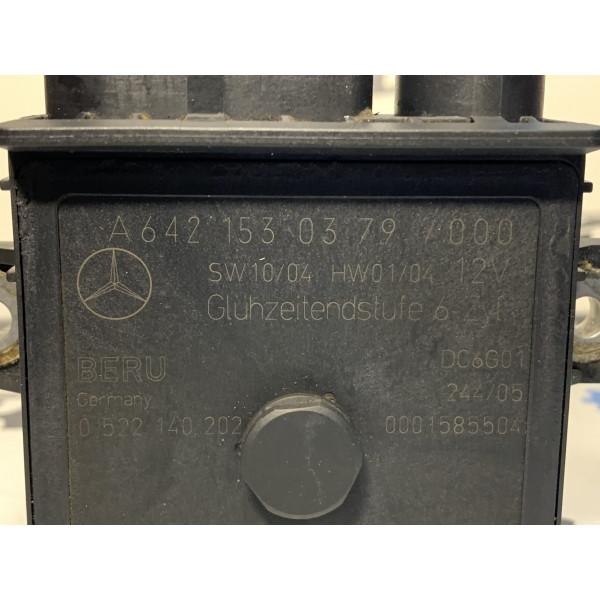 A 642 153 03 79 /000
SW10/04 HW01/04 12V
Glühzeitendstufe 6 Zyl
BERU DC6G01
Germany 244/05
0 522 140 202 0001585504